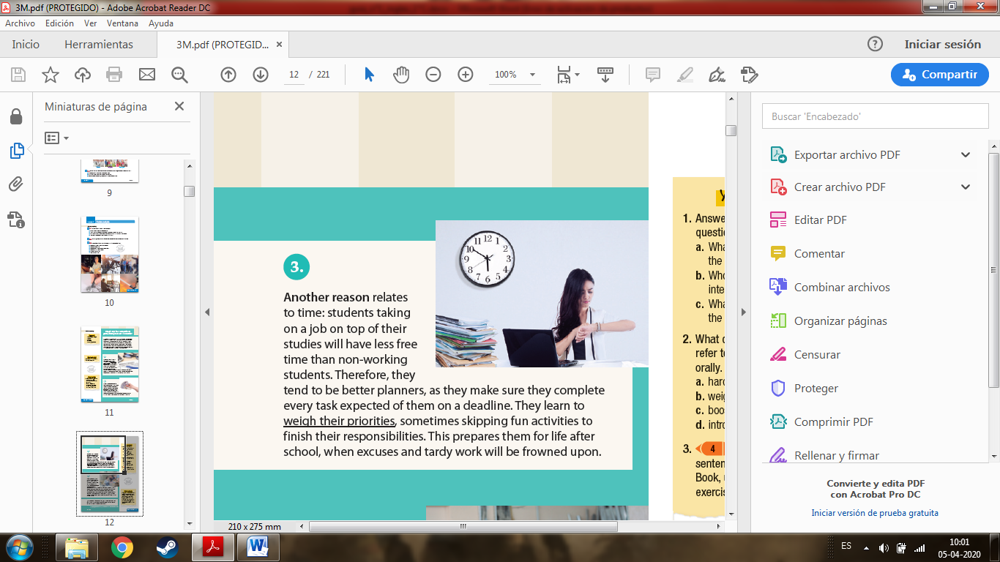 3M.pdf (PROTEGIDO) - Adobe Acrobat Reader DC
Archivo Edición Ver Ventana Ayuda
Inicio Herramientas 3M.pdf (PROTEGID... × Iniciar sesión
12 / 221 100% Compartir
Miniaturas de página
9
10
11
12
3.
Another reason relates
to time: students taking
on a job on top of their
studies will have less free
time than non-working
students. Therefore, they
tend to be better planners, as they make sure they complete
every task expected of them on a deadline. They learn to
weigh their priorities, sometimes skipping fun activities to
finish their responsibilities. This prepares them for life after
school, when excuses and tardy work will be frowned upon.
12
11 1
10 2
9 3
8 4
7 5
6
1. Answe
questi
a. Wha
the
b. Who
inte
c. Wha
the
2. What
refer t
orally.
a. hard
b. weig
c. boos
d. intro
3. 4
senten
Book,
exercis
210 x 275 mm
Buscar 'Encabezado'
Exportar archivo PDF
Crear archivo PDF
Editar PDF
Comentar
Combinar archivos
Organizar páginas
Censurar
Proteger
Comprimir PDF
Rellenar y firmar
Convierte y edita PDF
con Acrobat Pro DC
Iniciar versión de prueba gratuita
ES
10:01
05-04-2020